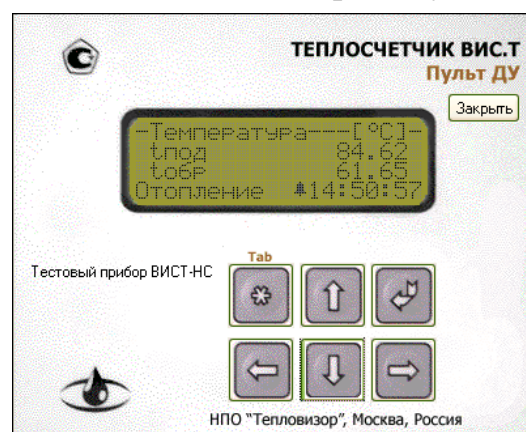 ТЕПЛОСЧЕТЧИК ВИС.Т
Пульт ДУ
Закрыть
-Температура---[°C]-
tпод 84.62
tобр 61.65
Отопление 14:50:57
Tab
Тестовый прибор ВИСТ-НС
НПО "Тепловизор", Москва, Россия